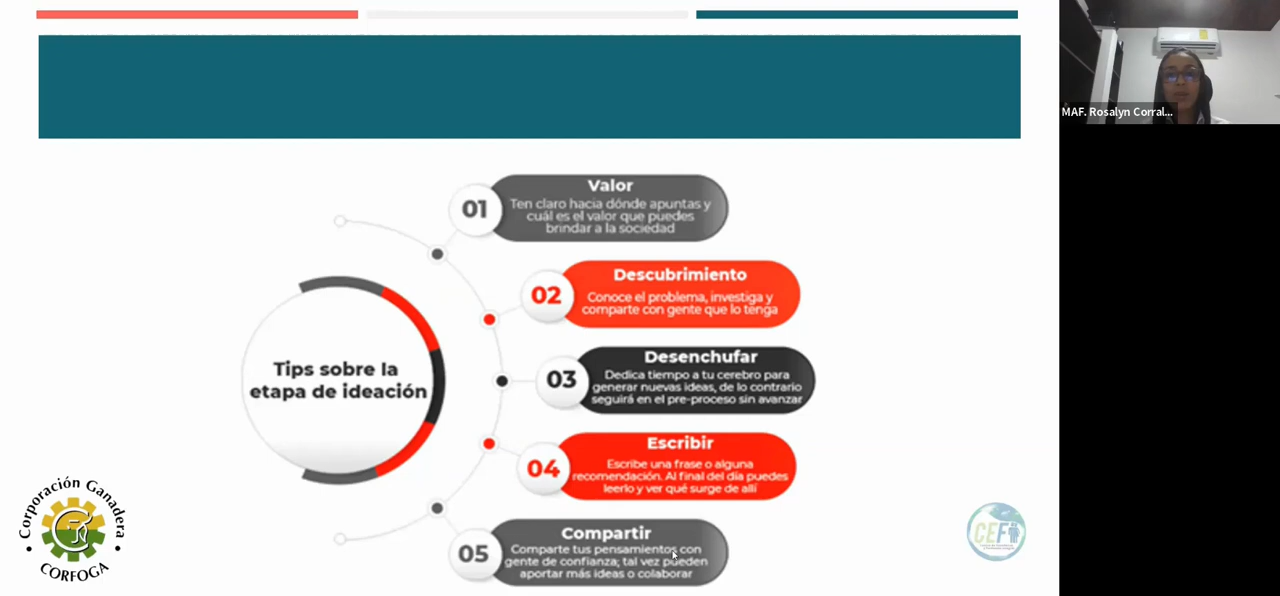 MAF. Rosalyn Corral...
Tips sobre la
etapa de ideación
01
Valor
Ten claro hacia dónde apuntas y
cuál es el valor que puedes
brindar a la sociedad
02
Descubrimiento
Conoce el problema, investiga y
comparte con gente que lo tenga
03
Desenchufar
Dedica tiempo a tu cerebro para
generar nuevas ideas, de lo contrario
seguirá en el pre-proceso sin avanzar
04
Escribir
Escribe una frase o alguna
recomendación. Al final del día puedes
leerlo y ver qué surge de allí
05
Compartir
Comparte tus pensamientos con
gente de confianza; tal vez pueden
aportar más ideas o colaborar
Corporación Ganadera
CORFOGA
CEFI